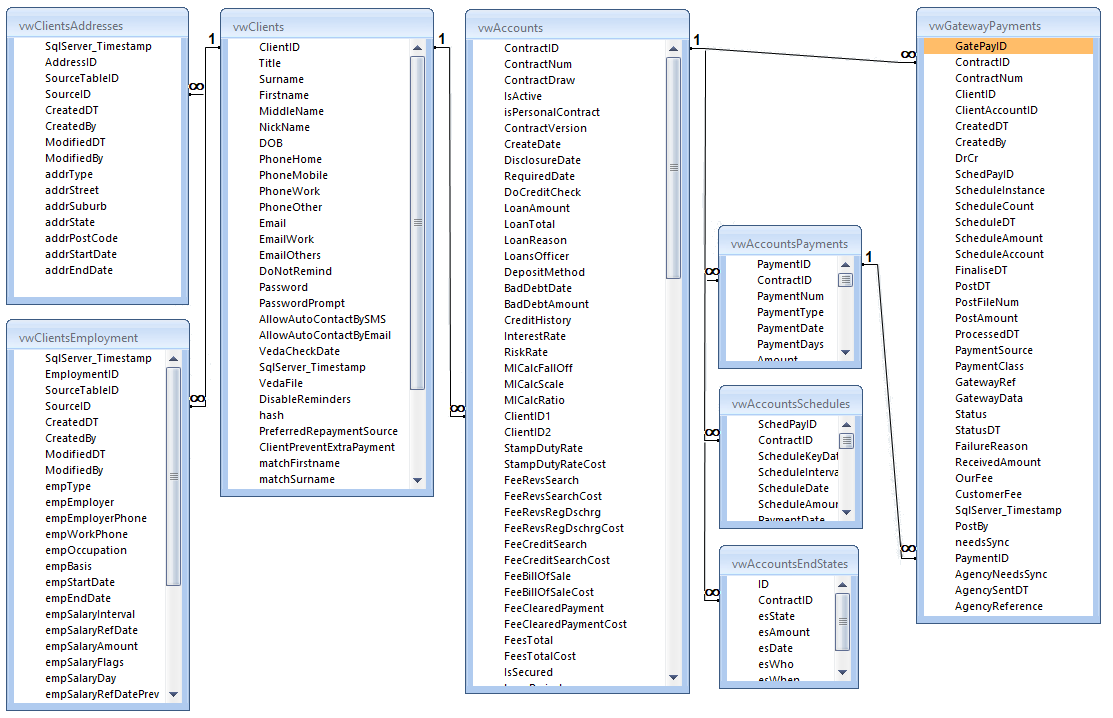 vwClientsAddresses
SqlServer_Timestamp
AddressID
SourceTableID
SourceID
CreatedDT
CreatedBy
ModifiedDT
ModifiedBy
addrType
addrStreet
addrSuburb
addrState
addrPostCode
addrStartDate
addrEndDate
∞
vwClientsEmployment
SqlServer_Timestamp
EmploymentID
SourceTableID
SourceID
CreatedDT
CreatedBy
ModifiedDT
ModifiedBy
empType
empEmployer
empEmployerPhone
empWorkPhone
empOccupation
empBasis
empStartDate
empEndDate
empSalaryInterval
empSalaryRefDate
empSalaryAmount
empSalaryFlags
empSalaryDay
empSalaryRefDatePrev
∞
1
vwClients
ClientID
Title
Surname
Firstname
MiddleName
NickName
DOB
PhoneHome
PhoneMobile
PhoneWork
PhoneOther
Email
EmailWork
EmailOthers
DoNotRemind
Password
PasswordPrompt
AllowAutoContactBySMS
AllowAutoContactByEmail
VedaCheckDate
SqlServer_Timestamp
VedaFile
DisableReminders
hash
PreferredRepaymentSource
ClientPreventExtraPayment
matchFirstname
matchSurname
1
∞
vwAccounts
ContractID
ContractNum
ContractDraw
IsActive
isPersonalContract
ContractVersion
CreateDate
DisclosureDate
RequiredDate
DoCreditCheck
LoanAmount
LoanTotal
LoanReason
LoansOfficer
DepositMethod
BadDebtDate
BadDebtAmount
CreditHistory
InterestRate
RiskRate
MICalcFallOff
MICalcScale
MICalcRatio
ClientID1
ClientID2
StampDutyRate
StampDutyRateCost
FeeRevsSearch
FeeRevsSearchCost
FeeRevsRegDschrg
FeeRevsRegDschrgCost
FeeCreditSearch
FeeCreditSearchCost
FeeBillOfSale
FeeBillOfSaleCost
FeeClearedPayment
FeeClearedPaymentCost
FeesTotal
FeesTotalCost
IsSecured
1
∞
vwAccountsPayments
PaymentID
ContractID
PaymentNum
PaymentType
PaymentDate
PaymentDays
Amount
1
∞
vwAccountsSchedules
SchedPayID
ContractID
ScheduleKeyDat
ScheduleInterva
ScheduleDate
ScheduleAmour
PaymentDate
∞
vwAccountsEndStates
ID
ContractID
esState
esAmount
esDate
esWho
esWhen
∞
vwGatewayPayments
GatePayID
ContractID
ContractNum
ClientID
ClientAccountID
CreatedDT
CreatedBy
DrCr
SchedPayID
ScheduleInstance
ScheduleCount
ScheduleDT
ScheduleAmount
ScheduleAccount
FinaliseDT
PostDT
PostFileNum
PostAmount
ProcessedDT
PaymentSource
PaymentClass
GatewayRef
GatewayData
Status
StatusDT
FailureReason
ReceivedAmount
OurFee
CustomerFee
SqlServer_Timestamp
PostBy
needsSync
PaymentID
AgencyNeedsSync
AgencySentDT
AgencyReference
∞
∞